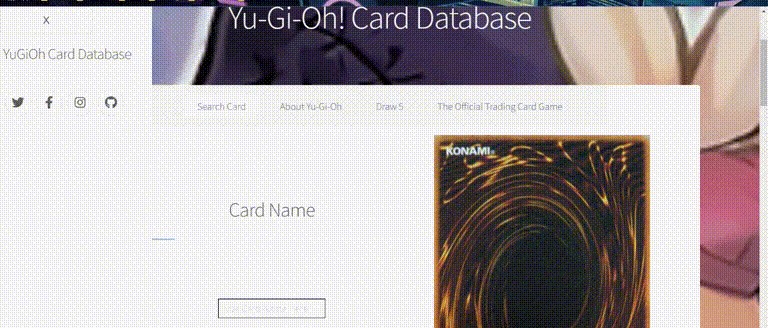 Yu-Gi-Oh! Card Database
X
YuGiOh Card Database
Search Card
About Yu-Gi-Oh
Draw 5
The Official Trading Card Game
KONAMI
Card Name